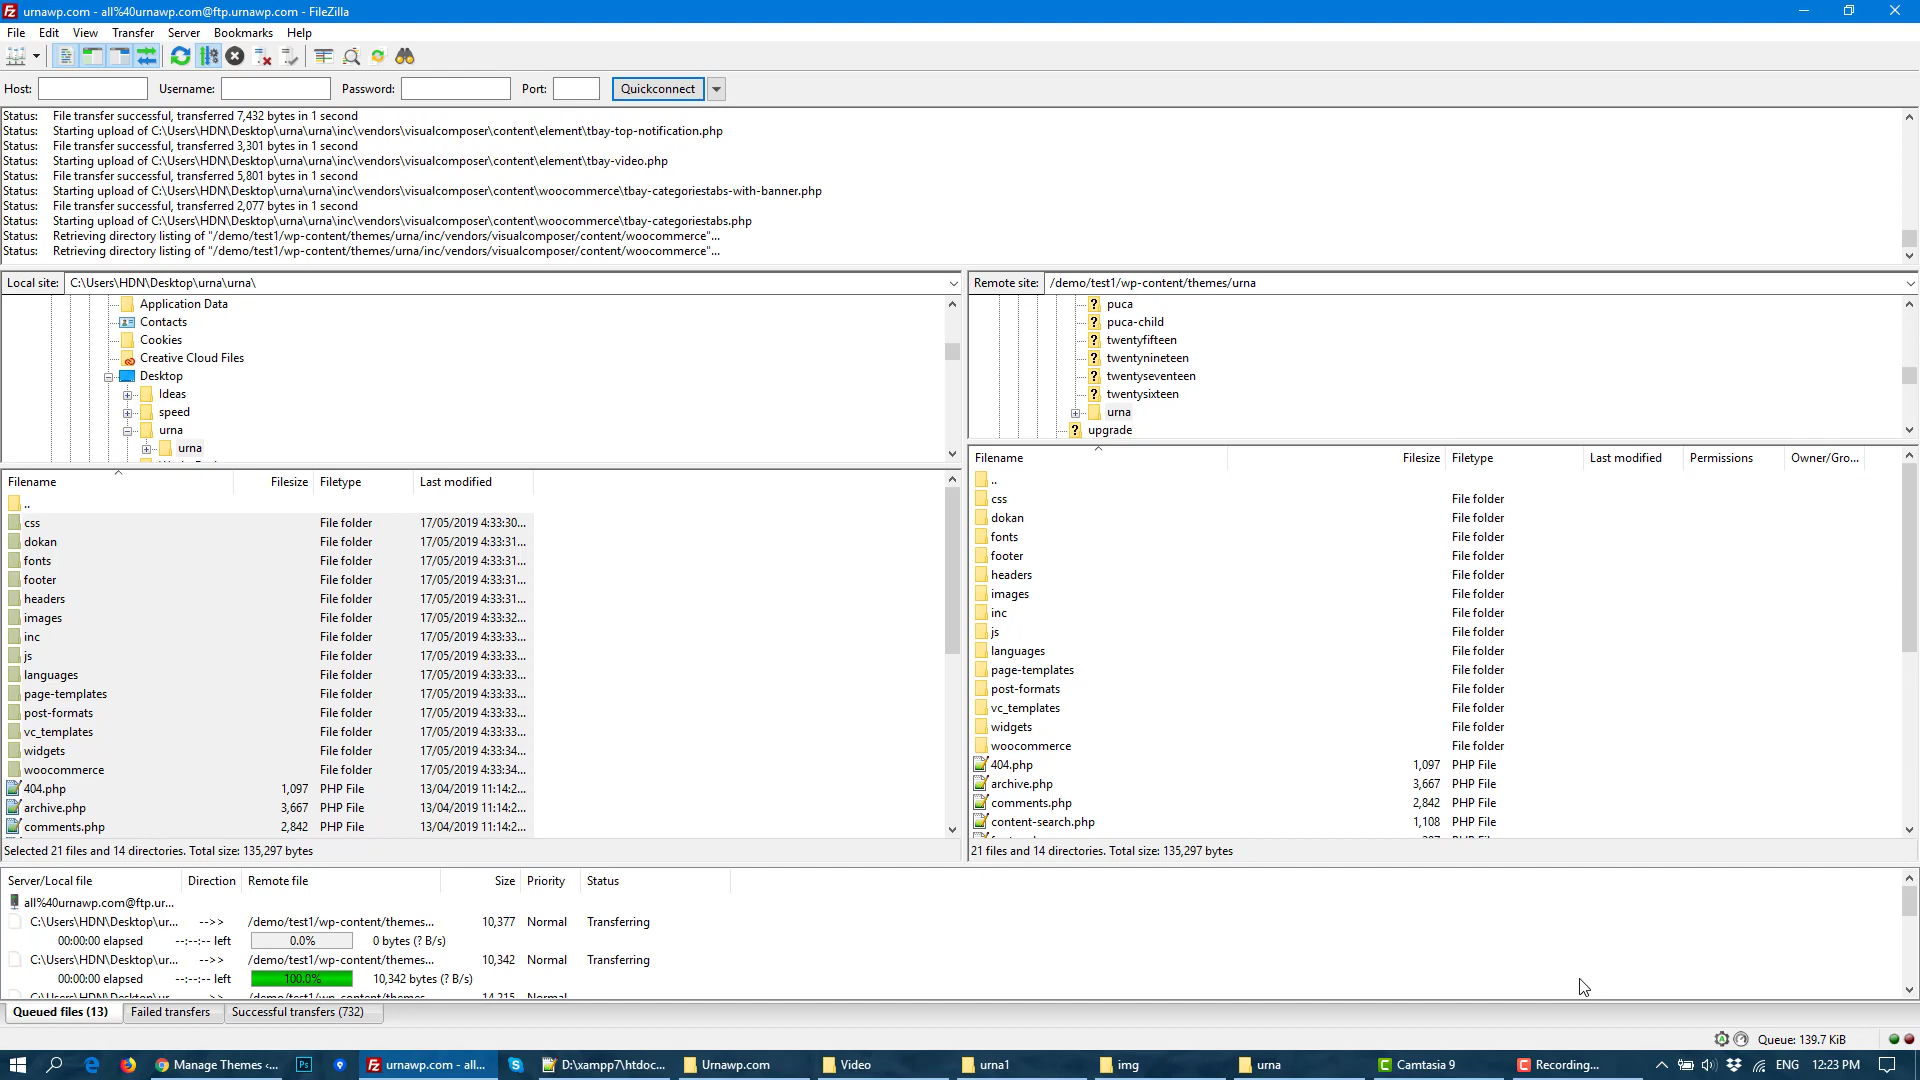 urnawp.com - all%40urnawp.com@ftp.urnawp.com - FileZilla
File Edit View Transfer Server Bookmarks Help
Host: Username: Password: Port: Quickconnect
Status: File transfer successful, transferred 7,432 bytes in 1 second
Status: Starting upload of C:\Users\HDN\Desktop\urna\urna\inc\vendors\visualcomposer\content\element\tbay-top-notification.php
Status: File transfer successful, transferred 3,301 bytes in 1 second
Status: Starting upload of C:\Users\HDN\Desktop\urna\urna\inc\vendors\visualcomposer\content\element\tbay-video.php
Status: File transfer successful, transferred 5,801 bytes in 1 second
Status: Starting upload of C:\Users\HDN\Desktop\urna\urna\inc\vendors\visualcomposer\content\woocommerce\tbay-categoriestabs-with-banner.php
Status: File transfer successful, transferred 2,077 bytes in 1 second
Status: Starting upload of C:\Users\HDN\Desktop\urna\urna\inc\vendors\visualcomposer\content\woocommerce\tbay-categoriestabs.php
Status: Retrieving directory listing of "/demo/test1/wp-content/themes/urna/inc/vendors/visualcomposer/content/woocommerce"...
Status: Retrieving directory listing of "/demo/test1/wp-content/themes/urna/inc/vendors/visualcomposer/content/woocommerce"...
Local site: C:\Users\HDN\Desktop\urna\urna\
Application Data
Contacts
Cookies
Creative Cloud Files
Desktop
Ideas
speed
urna
urna
Filename Filesize Filetype Last modified
..
css File folder 17/05/2019 4:33:30...
dokan File folder 17/05/2019 4:33:31...
fonts File folder 17/05/2019 4:33:31...
footer File folder 17/05/2019 4:33:31...
headers File folder 17/05/2019 4:33:31...
images File folder 17/05/2019 4:33:32...
inc File folder 17/05/2019 4:33:33...
js File folder 17/05/2019 4:33:33...
languages File folder 17/05/2019 4:33:33...
page-templates File folder 17/05/2019 4:33:33...
post-formats File folder 17/05/2019 4:33:33...
vc_templates File folder 17/05/2019 4:33:33...
widgets File folder 17/05/2019 4:33:34...
woocommerce File folder 17/05/2019 4:33:34...
404.php 1,097 PHP File 13/04/2019 11:14:2...
archive.php 3,667 PHP File 13/04/2019 11:14:2...
comments.php 2,842 PHP File 13/04/2019 11:14:2...
Selected 21 files and 14 directories. Total size: 135,297 bytes
Remote site: /demo/test1/wp-content/themes/urna
puca
puca-child
twentyfifteen
twentynineteen
twentyseventeen
twentysixteen
urna
upgrade
Filename Filesize Filetype Last modified Permissions Owner/Gro...
..
css File folder
dokan File folder
fonts File folder
footer File folder
headers File folder
images File folder
inc File folder
js File folder
languages File folder
page-templates File folder
post-formats File folder
vc_templates File folder
widgets File folder
woocommerce File folder
404.php 1,097 PHP File
archive.php 3,667 PHP File
comments.php 2,842 PHP File
content-search.php 1,108 PHP File
21 files and 14 directories. Total size: 135,297 bytes
Server/Local file Direction Remote file Size Priority Status
all%40urnawp.com@ftp.ur...
C:\Users\HDN\Desktop\ur... -->> /demo/test1/wp-content/themes... 10,377 Normal Transferring
00:00:00 elapsed --:--:-- left 0.0% 0 bytes (? B/s)
C:\Users\HDN\Desktop\ur... -->> /demo/test1/wp-content/themes... 10,342 Normal Transferring
00:00:00 elapsed --:--:-- left 100.0% 10,342 bytes (? B/s)
C:\Users\HDN\Desktop\ur... -->> /demo/test1/wp-content/themes... 14,215 Normal
Queued files (13) Failed transfers Successful transfers (732)
Queue: 139.7 KiB
Manage Themes ‹... Ps urnawp.com - all... D:\xampp7\htdoc... Urnawp.com Video urna1 img urna Camtasia 9 Recording... ENG 12:23 PM